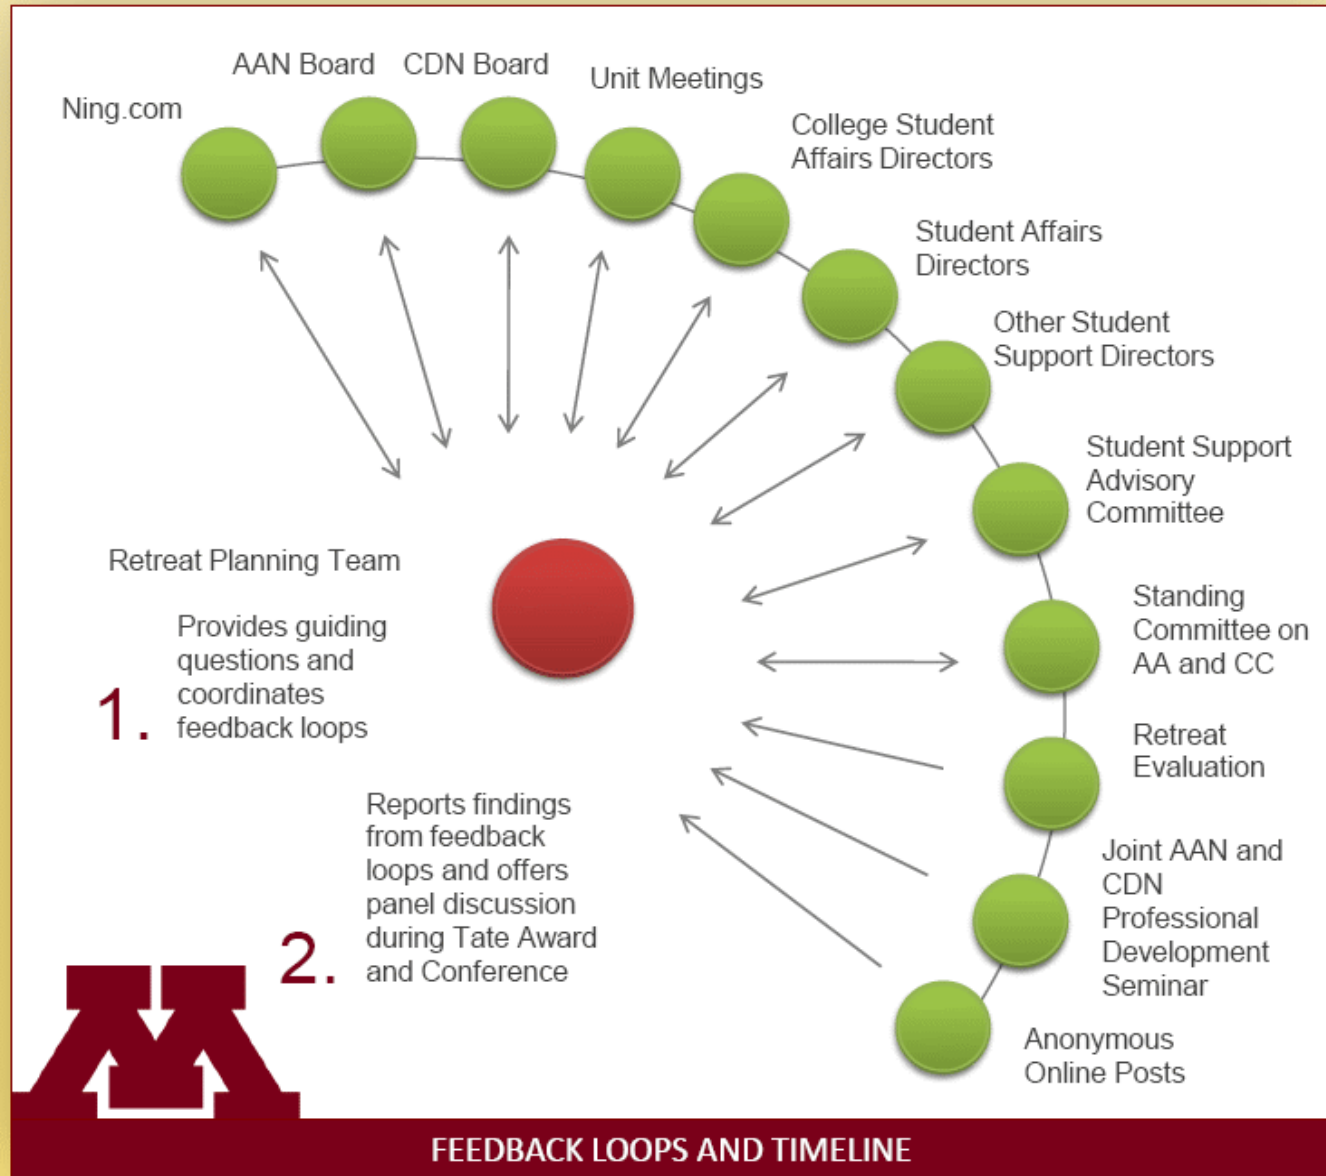 Ning.com
AAN Board
CDN Board
Unit Meetings
College Student
Affairs Directors
Student Affairs
Directors
Other Student
Support Directors
Student Support
Advisory
Committee
Standing
Committee on
AA and CC
Retreat
Evaluation
Joint AAN and
CDN
Professional
Development
Seminar
Anonymous
Online Posts
Retreat Planning Team
1.
Provides guiding
questions and
coordinates
feedback loops
2.
Reports findings
from feedback
loops and offers
panel discussion
during Tate Award
and Conference
M
FEEDBACK LOOPS AND TIMELINE